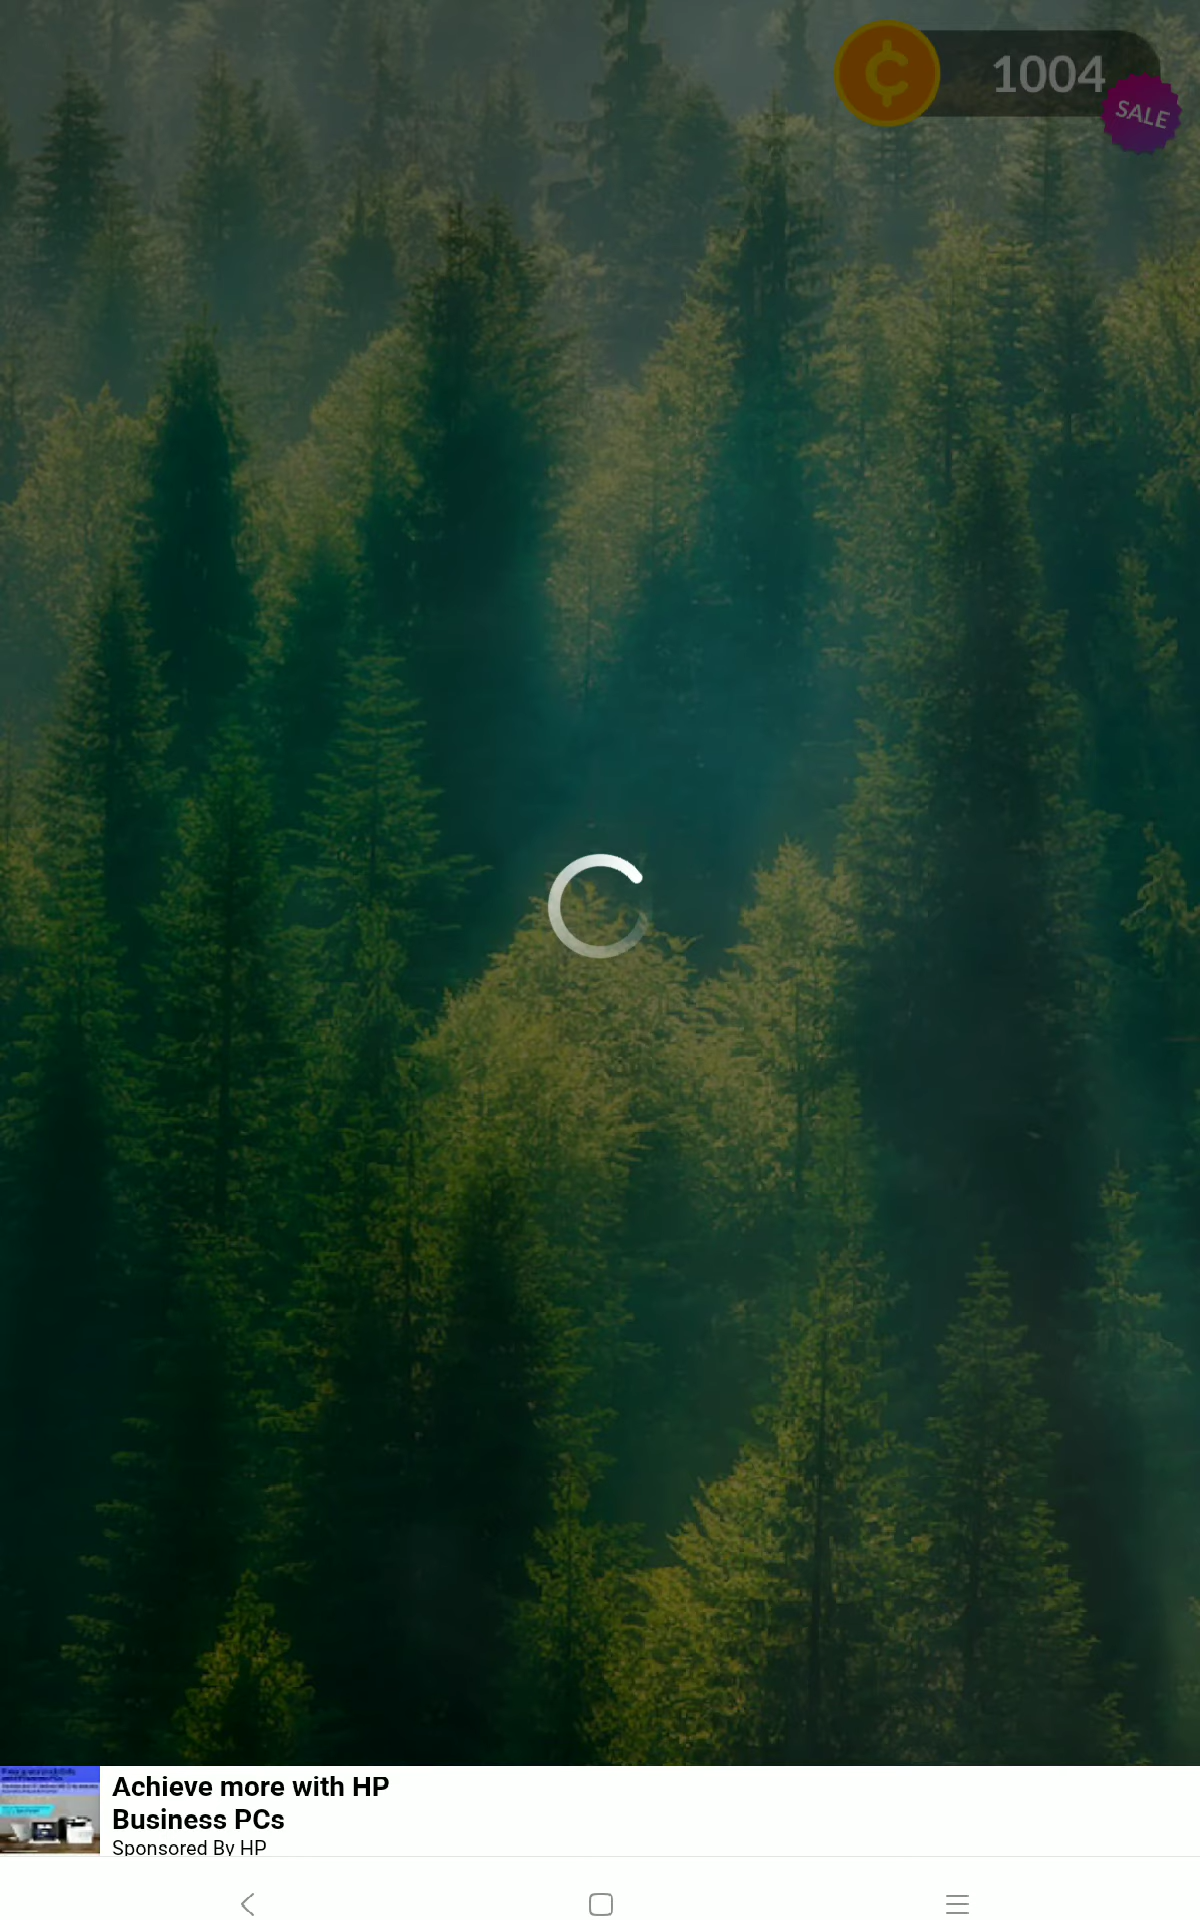 1004
SALE
Achieve more with HP
Business PCs
Sponsored By HP